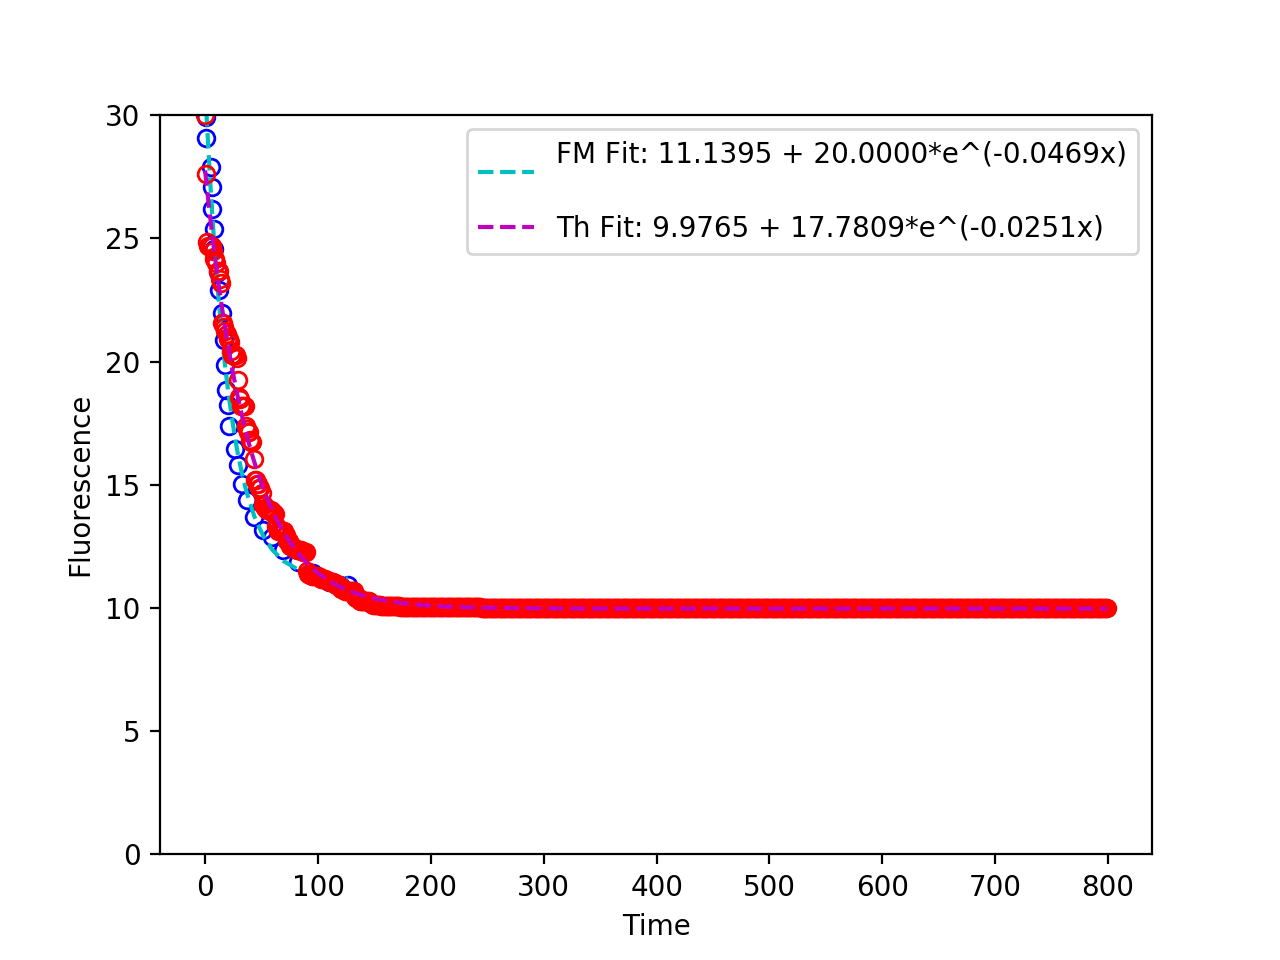 FM Fit: 11.1395 + 20.0000*e^(-0.0469x)
Th Fit: 9.9765 + 17.7809*e^(-0.0251x)
30
25
20
15
10
5
0
Fluorescence
0 100 200 300 400 500 600 700 800
Time